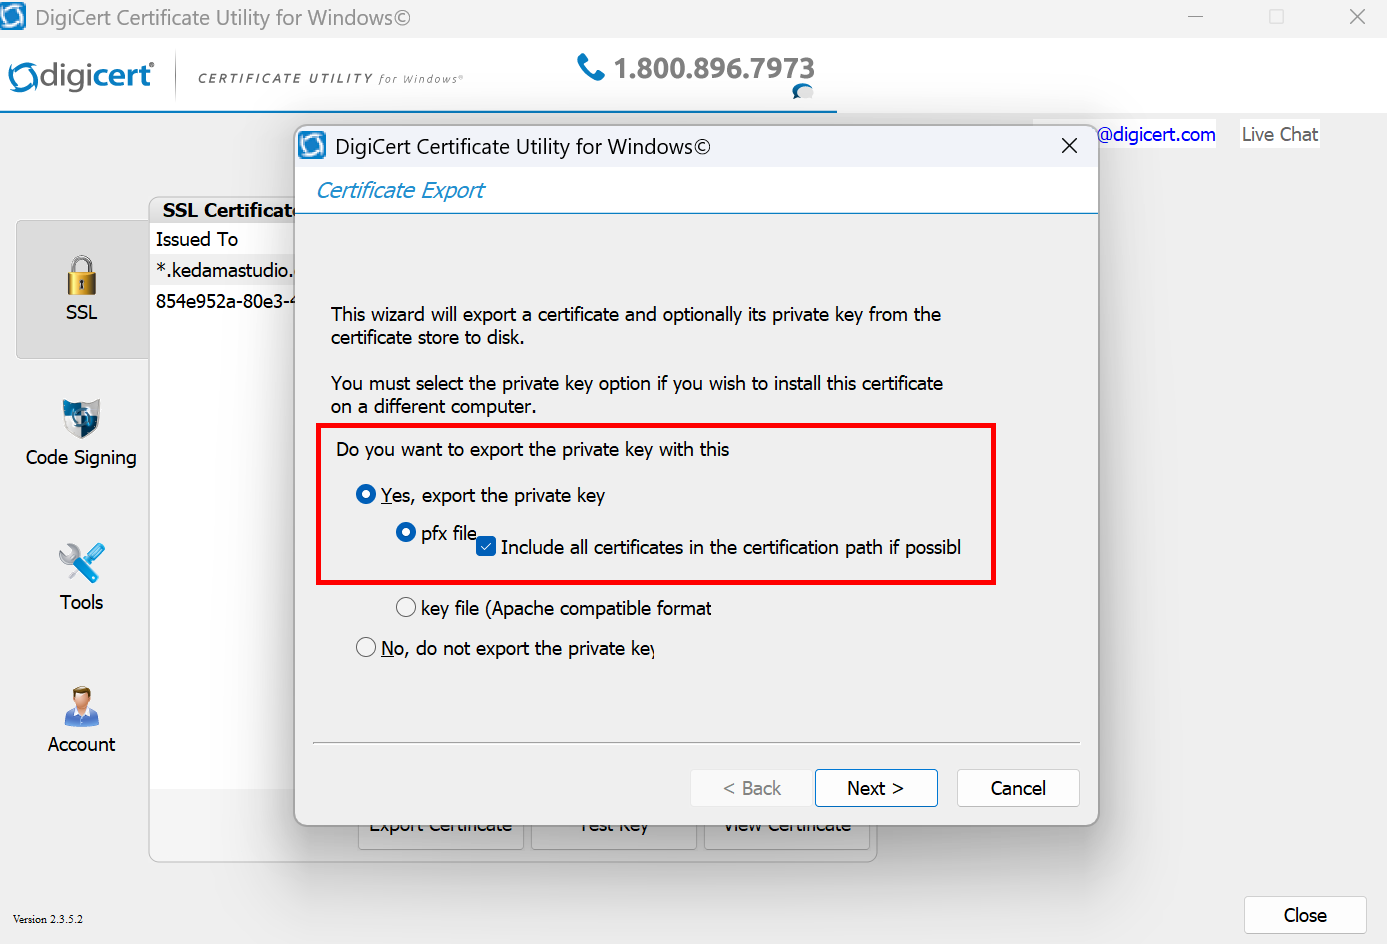 DigiCert Certificate Utility for Windows©
digicert®
CERTIFICATE UTILITY for Windows®
1.800.896.7973
@digicert.com
Live Chat
DigiCert Certificate Utility for Windows©
Certificate Export
SSL Certificat
Issued To
*.kedamastudio.
854e952a-80e3-4
SSL
Code Signing
Tools
Account
This wizard will export a certificate and optionally its private key from the
certificate store to disk.
You must select the private key option if you wish to install this certificate
on a different computer.
Do you want to export the private key with this
Yes, export the private key
pfx file
Include all certificates in the certification path if possibl
key file (Apache compatible format
No, do not export the private key
< Back
Next >
Cancel
Export Certificate
Test Key
View Certificate
Version 2.3.5.2
Close